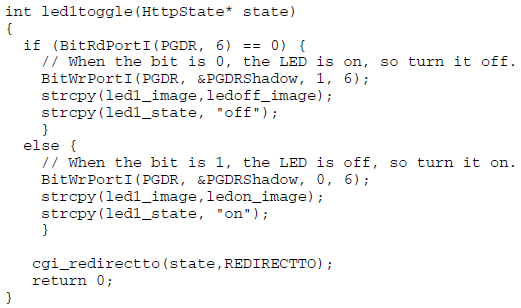 int led1toggle(HttpState* state)
{
  if (BitRdPortI(PGDR, 6) == 0) {
    // When the bit is 0, the LED is on, so turn it off.
    BitWrPortI(PGDR, &PGDRShadow, 1, 6);
    strcpy(led1_image,ledoff_image);
    strcpy(led1_state, "off");
    }
  else {
    // When the bit is 1, the LED is off, so turn it on.
    BitWrPortI(PGDR, &PGDRShadow, 0, 6);
    strcpy(led1_image,ledon_image);
    strcpy(led1_state, "on");
    }

   cgi_redirectto(state,REDIRECTTO);
   return 0;
}